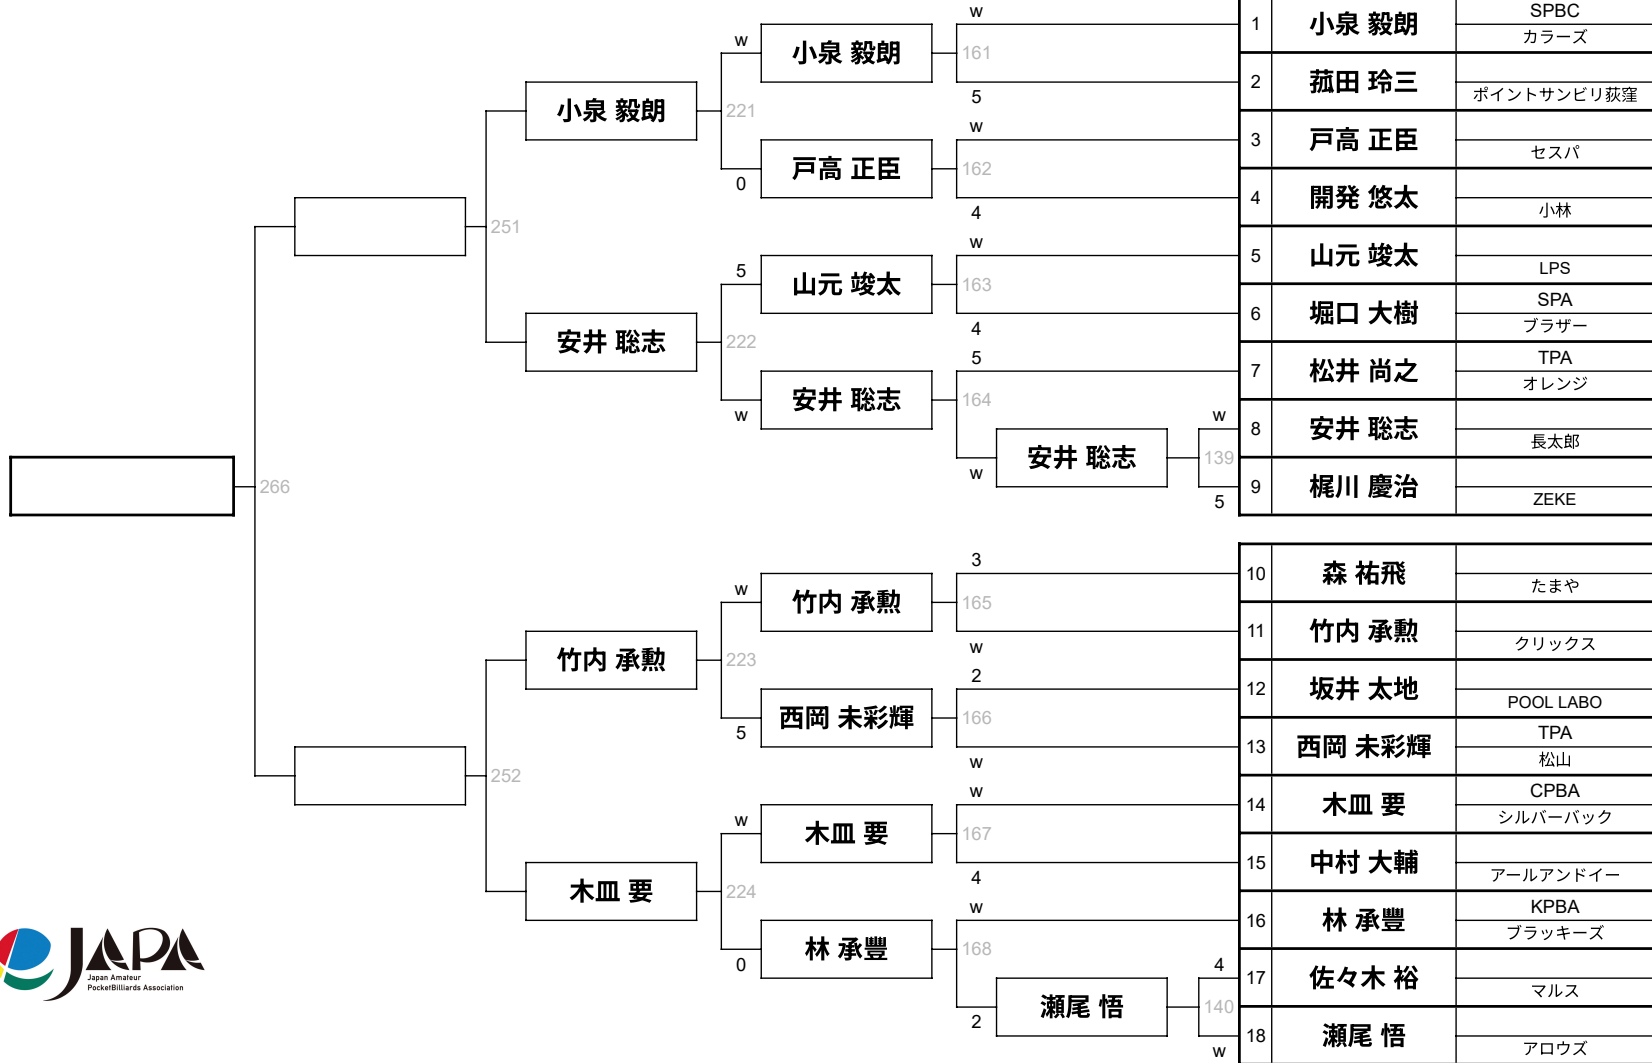 w
1 小泉 毅朗 SPBC
カラーズ
w 小泉 毅朗 161
5
2 菰田 玲三
ポイントサンビリ荻窪
小泉 毅朗 221
w
3 戸高 正臣
セスパ
0 戸高 正臣 162
4
4 開発 悠太
小林
251
w
5 山元 竣太
LPS
5 山元 竣太 163
4
6 堀口 大樹 SPA
ブラザー
安井 聡志 222
5
7 松井 尚之 TPA
オレンジ
w 安井 聡志 164
w
8 安井 聡志
長太郎
w 安井 聡志 139
5
9 梶川 慶治
ZEKE
266
3
10 森 祐飛
たまや
w 竹内 承勲 165
w
11 竹内 承勲
クリックス
竹内 承勲 223
2
12 坂井 太地
POOL LABO
5 西岡 未彩輝 166
w
13 西岡 未彩輝 TPA
松山
252
w
14 木皿 要 CPBA
シルバーバック
w 木皿 要 167
4
15 中村 大輔
アールアンドイー
木皿 要 224
w
16 林 承豐 KPBA
ブラッキーズ
0 林 承豐 168
4
17 佐々木 裕
マルス
2 瀬尾 悟 140
w
18 瀬尾 悟
アロウズ
JAPA
Japan Amateur
PocketBilliards Association